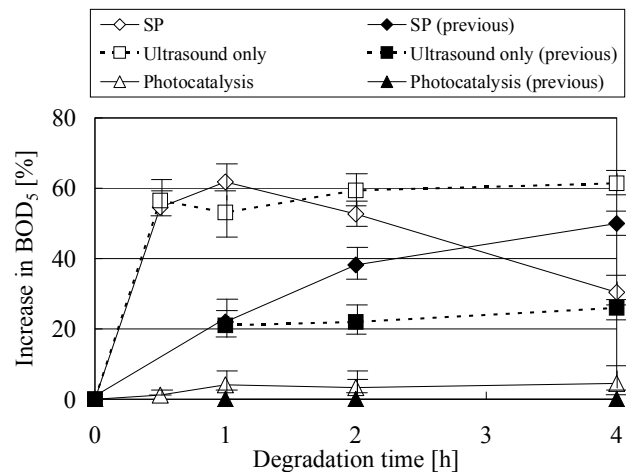 SP
SP (previous)
Ultrasound only
Ultrasound only (previous)
Photocatalysis
Photocatalysis (previous)
80
60
40
20
0
Increase in BOD5 [%]
0
1
2
3
4
Degradation time [h]